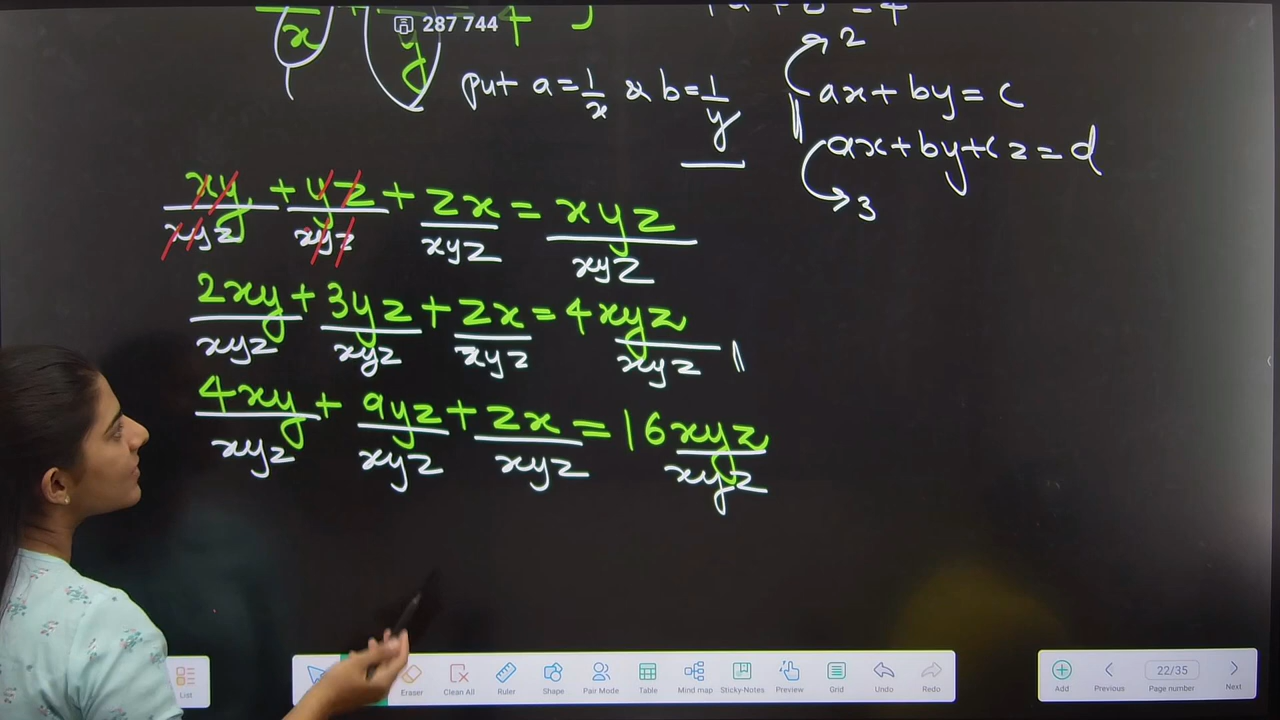 287 744
1/x
y
4
put a=1/x & b=1/y
2
ax+by=c
ax+by+cz=d
3
xy/xyz + yz/xyz + zx/xyz = xyz/xyz
2xy/xyz + 3yz/xyz + zx/xyz = 4xyz/xyz
4xy/xyz + 9yz/xyz + zx/xyz = 16xyz/xyz
List
Eraser
Clean All
Ruler
Shape
Pair Mode
Table
Mind map
Sticky-Notes
Preview
Grid
Undo
Redo
Add
Previous
22/35
Page number
Next